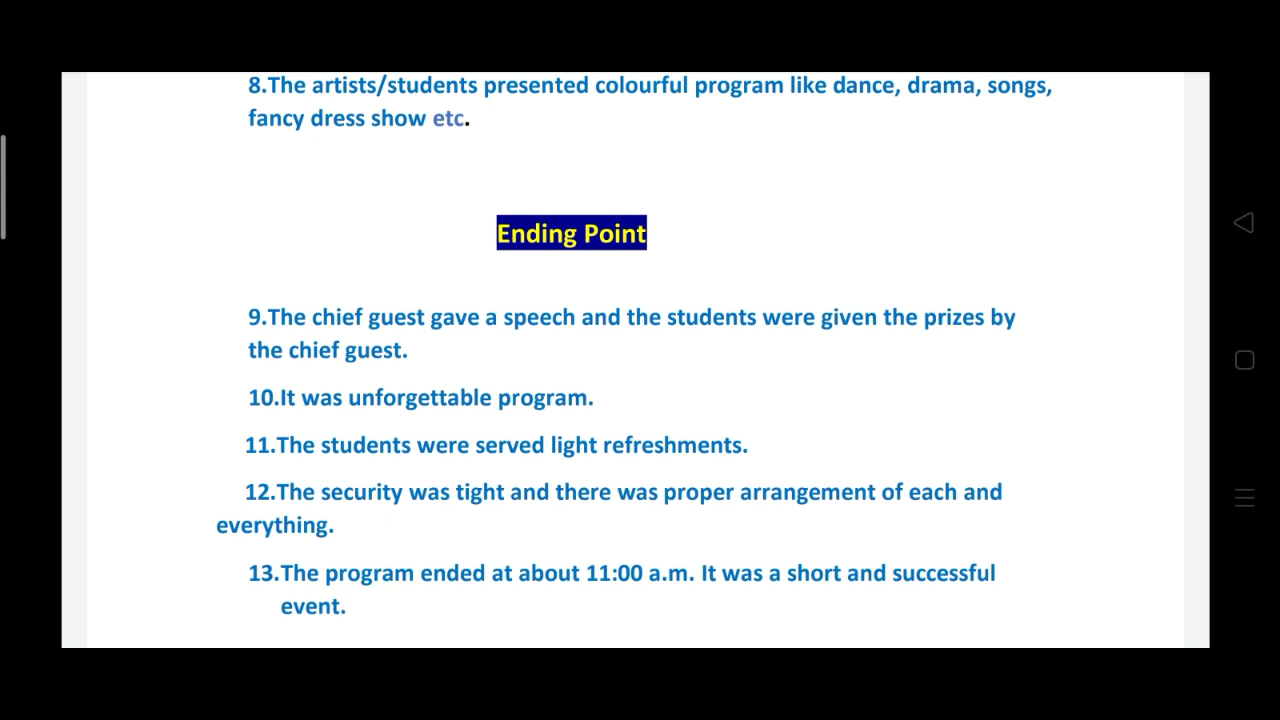 8.The artists/students presented colourful program like dance, drama, songs,
fancy dress show etc.
Ending Point
9.The chief guest gave a speech and the students were given the prizes by
the chief guest.
10.It was unforgettable program.
11.The students were served light refreshments.
12.The security was tight and there was proper arrangement of each and
everything.
13.The program ended at about 11:00 a.m. It was a short and successful
event.